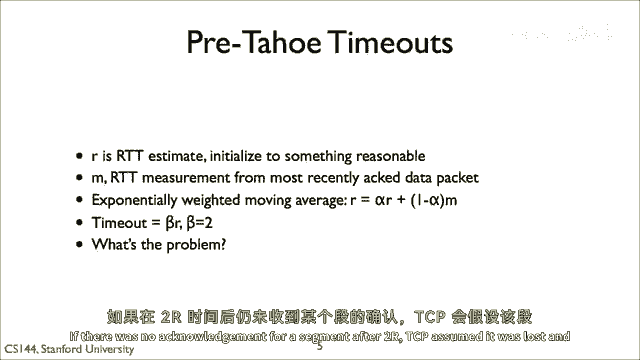 Pre-Tahoe Timeouts
• r is RTT estimate, initialize to something reasonable
• m, RTT measurement from most recently acked data packet
• Exponentially weighted moving average: r = αr + (1-α)m
• Timeout = βr, β=2
• What's the problem?
如果在 2R 时间后仍未收到某个段的确认，TCP 会假设该段
If there was no acknowledgement for a segment after 2R, TCP assumed it was lost and
CS144, Stanford University
5